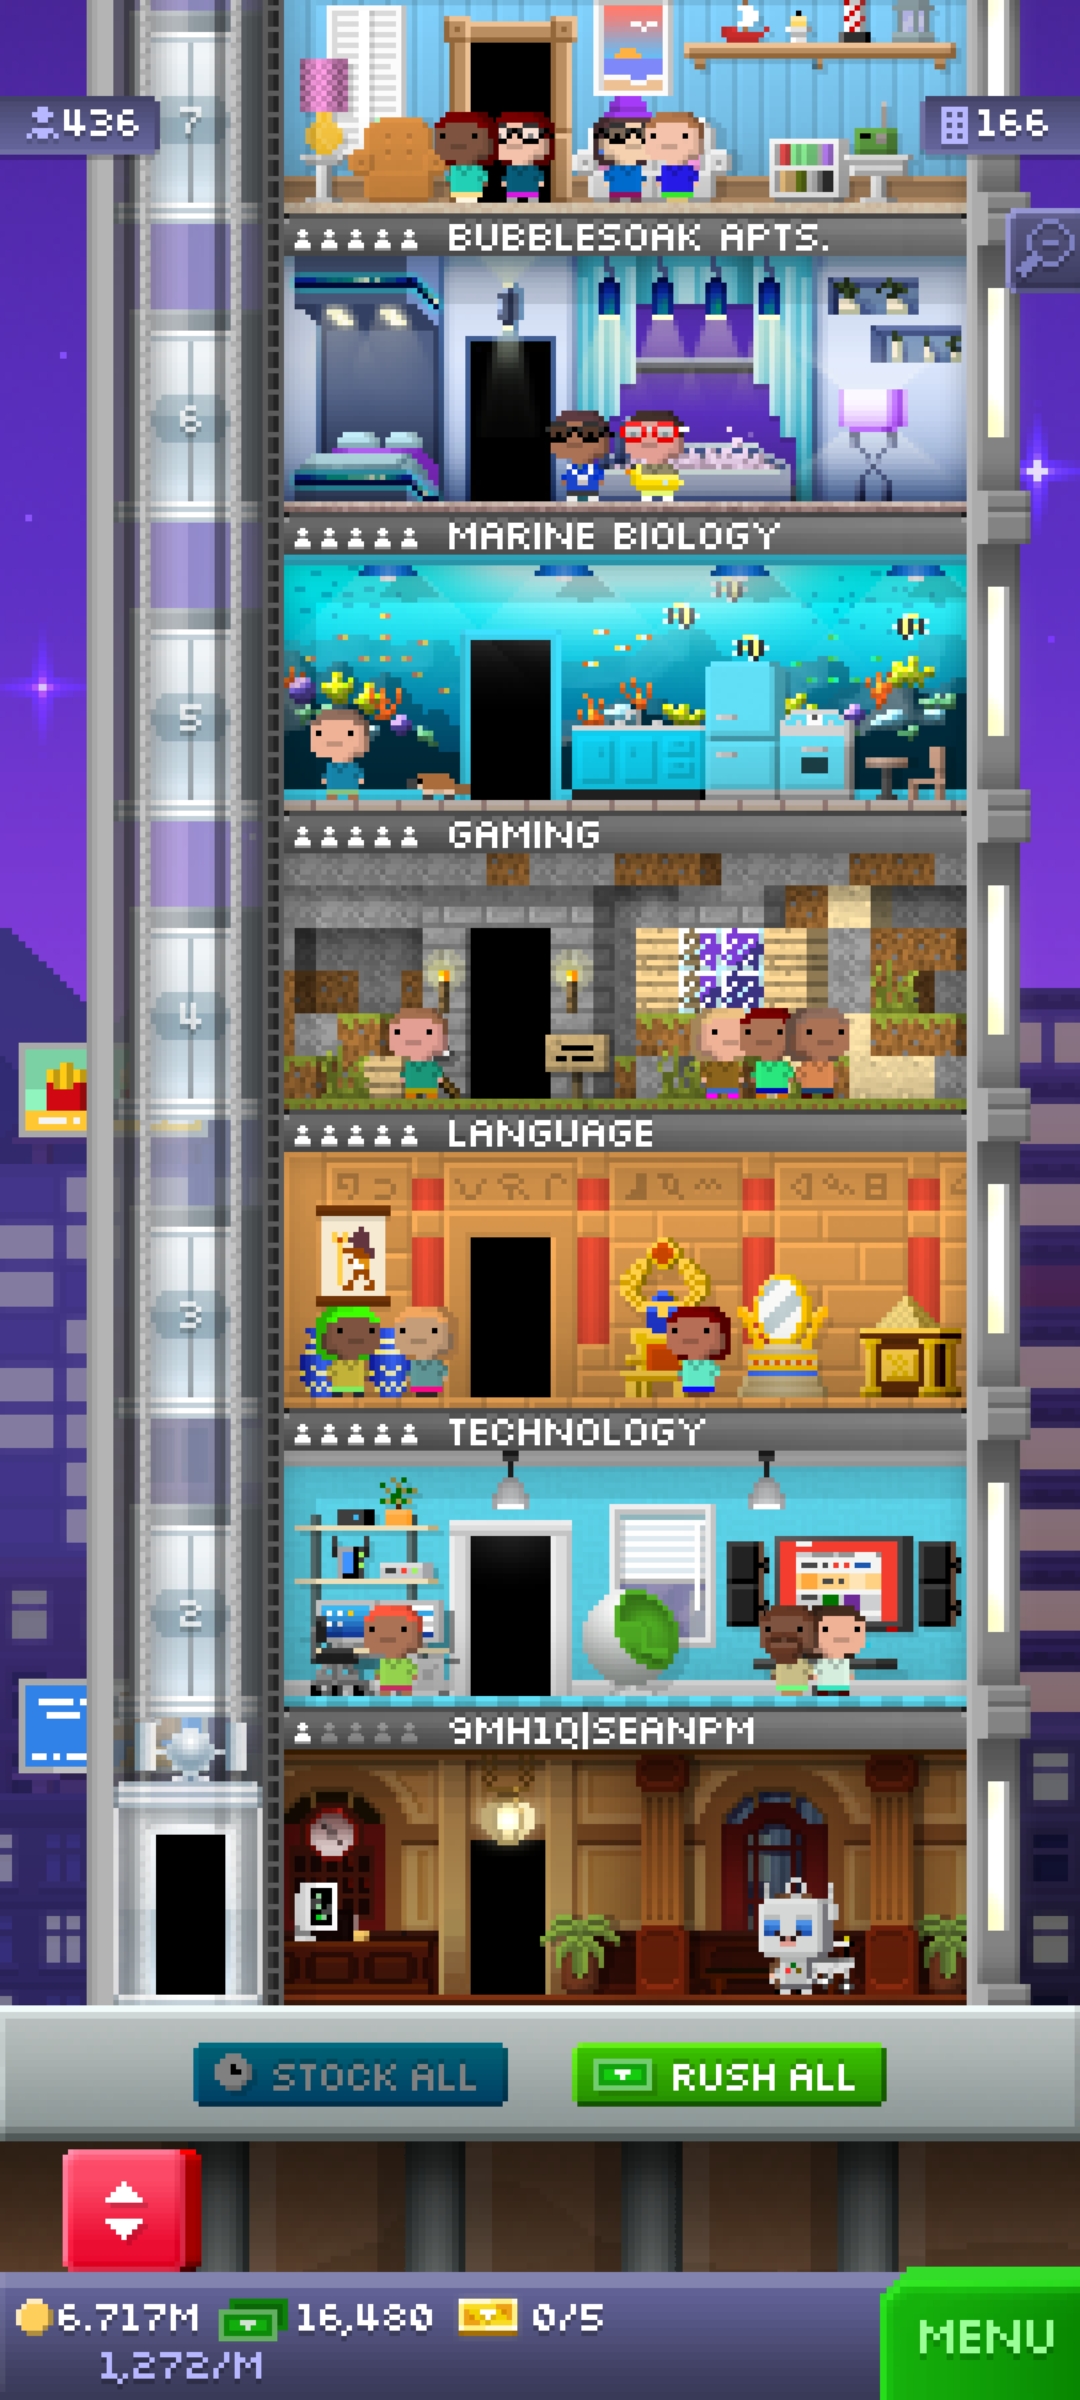 7
436
166
BUBBLESOAK APTS.
6
MARINE BIOLOGY
5
GAMING
4
LANGUAGE
3
TECHNOLOGY
2
9MH1Q|SEANPM
STOCK ALL
RUSH ALL
6.717M
16,480
0/5
1,272/M
MENU